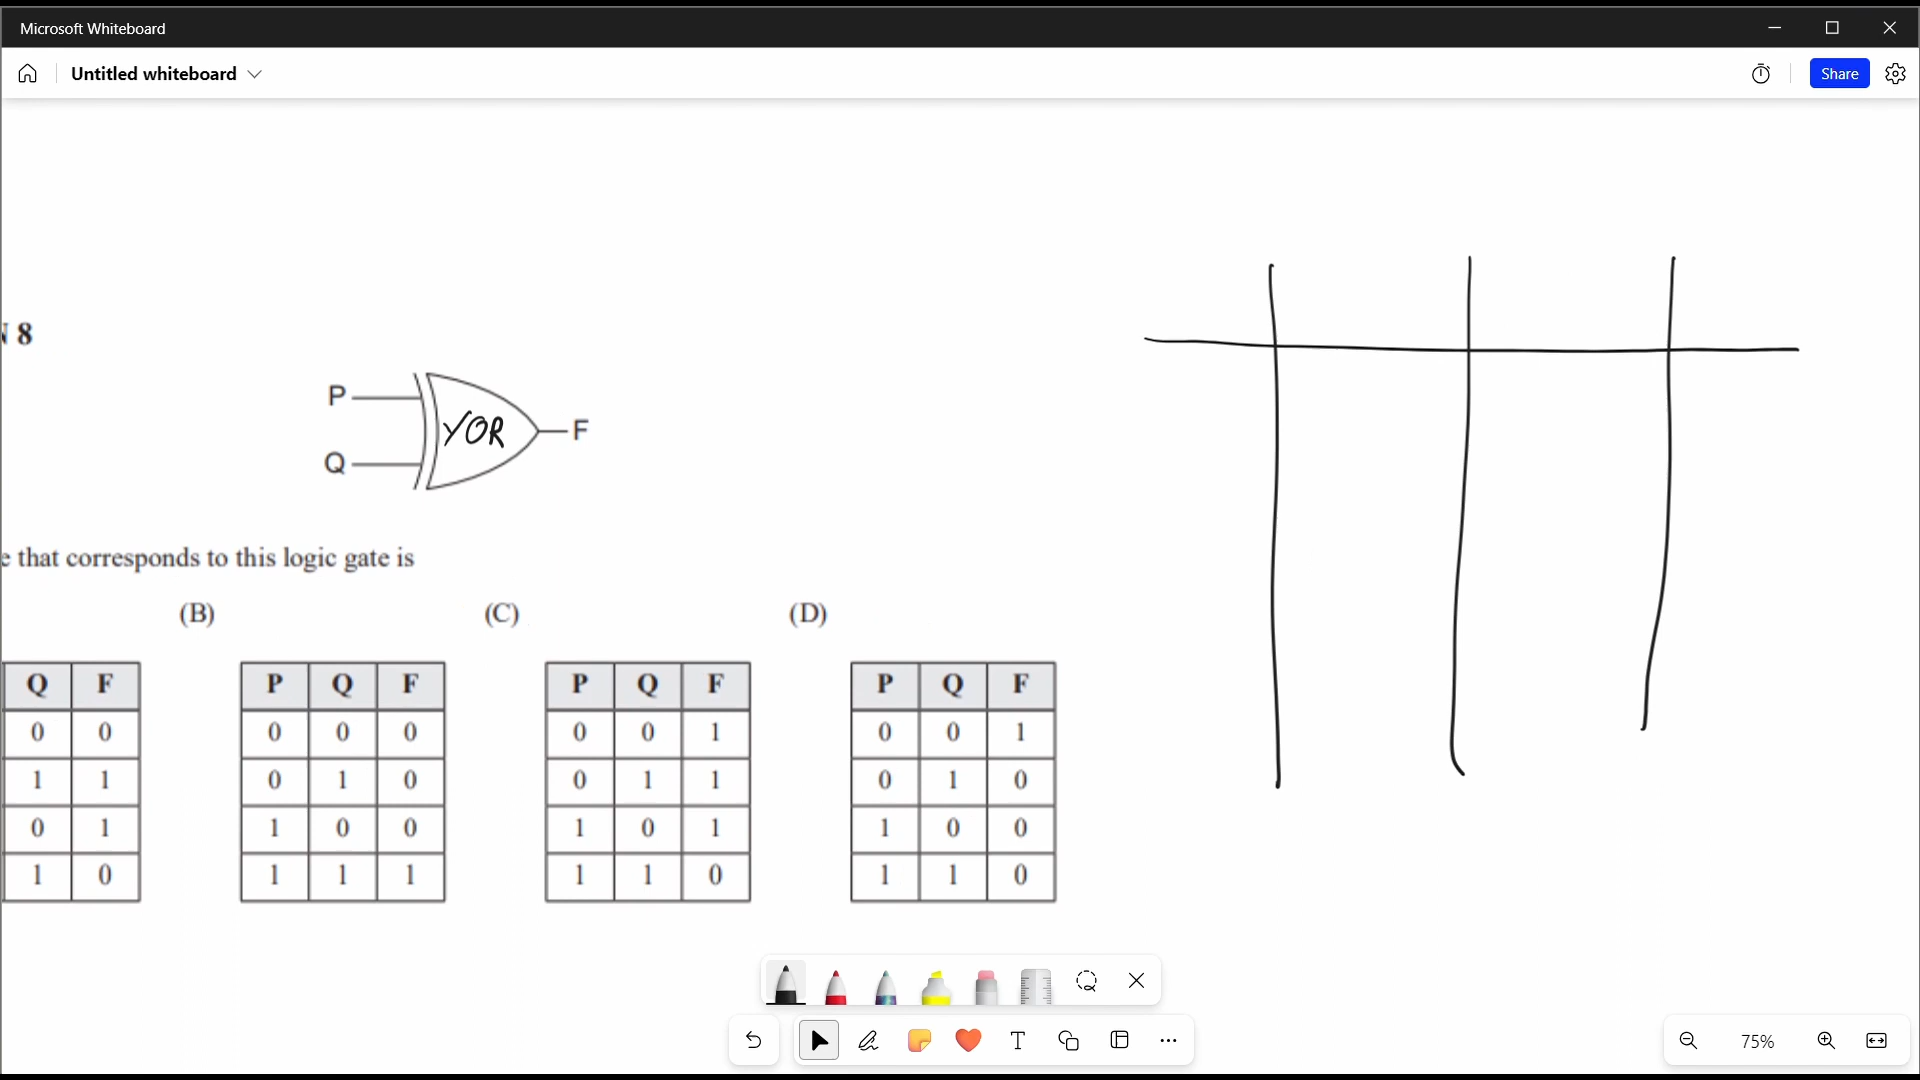 Microsoft Whiteboard
Untitled whiteboard
Share
N 8
P
YOR
F
Q
e that corresponds to this logic gate is
(B) (C) (D)
Q F P Q F P Q F P Q F
0 0 0 0 0 0 0 1 0 0 1
1 1 0 1 0 0 1 1 0 1 0
0 1 1 0 0 1 0 1 1 0 0
1 0 1 1 1 1 1 0 1 1 0
75%